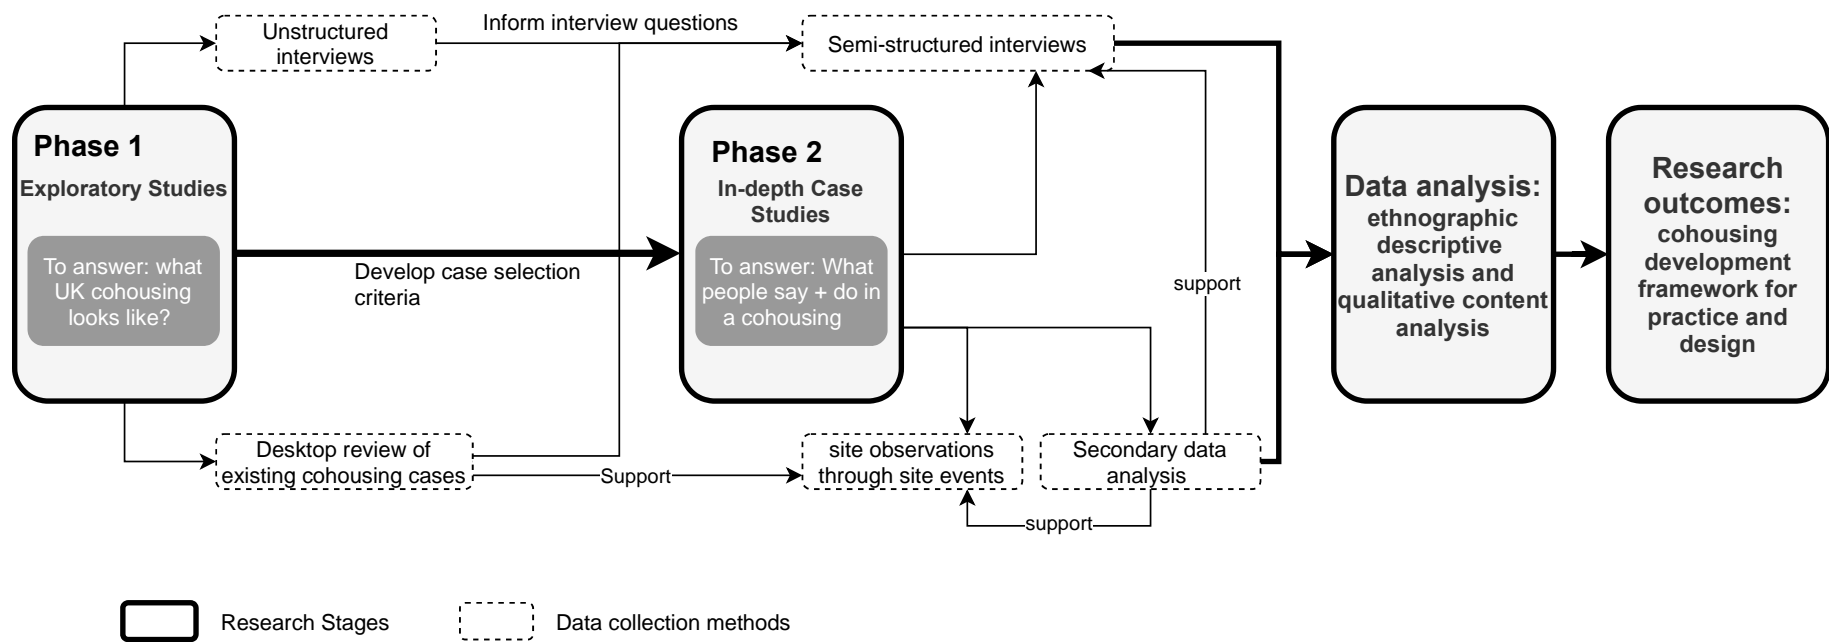 Unstructured
interviews
Inform interview questions
Semi-structured interviews
Phase 1
Exploratory Studies
To answer: what
UK cohousing
looks like?
Develop case selection
criteria
Phase 2
In-depth Case
Studies
To answer: What
people say + do in
a cohousing
support
Data analysis:
ethnographic
descriptive
analysis and
qualitative content
analysis
Research
outcomes:
cohousing
development
framework for
practice and
design
Desktop review of
existing cohousing cases
Support
site observations
through site events
Secondary data
analysis
support
Research Stages
Data collection methods